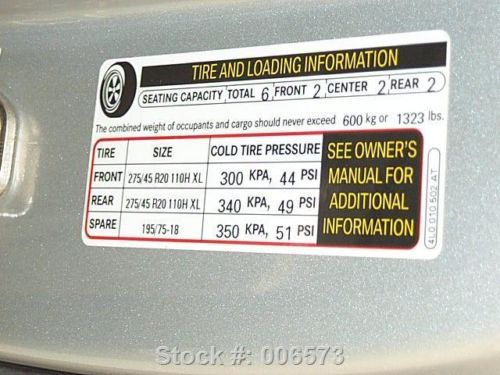 TIRE AND LOADING INFORMATION
SEATING CAPACITY TOTAL 6 FRONT 2 CENTER 2 REAR 2
The combined weight of occupants and cargo should never exceed 600 kg or 1323 lbs.
TIRE SIZE COLD TIRE PRESSURE
FRONT 275/45 R20 110H XL 300 KPA, 44 PSI
REAR 275/45 R20 110H XL 340 KPA, 49 PSI
SPARE 195/75-18 350 KPA, 51 PSI
SEE OWNER'S
MANUAL FOR
ADDITIONAL
INFORMATION
4L0 010 502 AT
Stock #: 006573